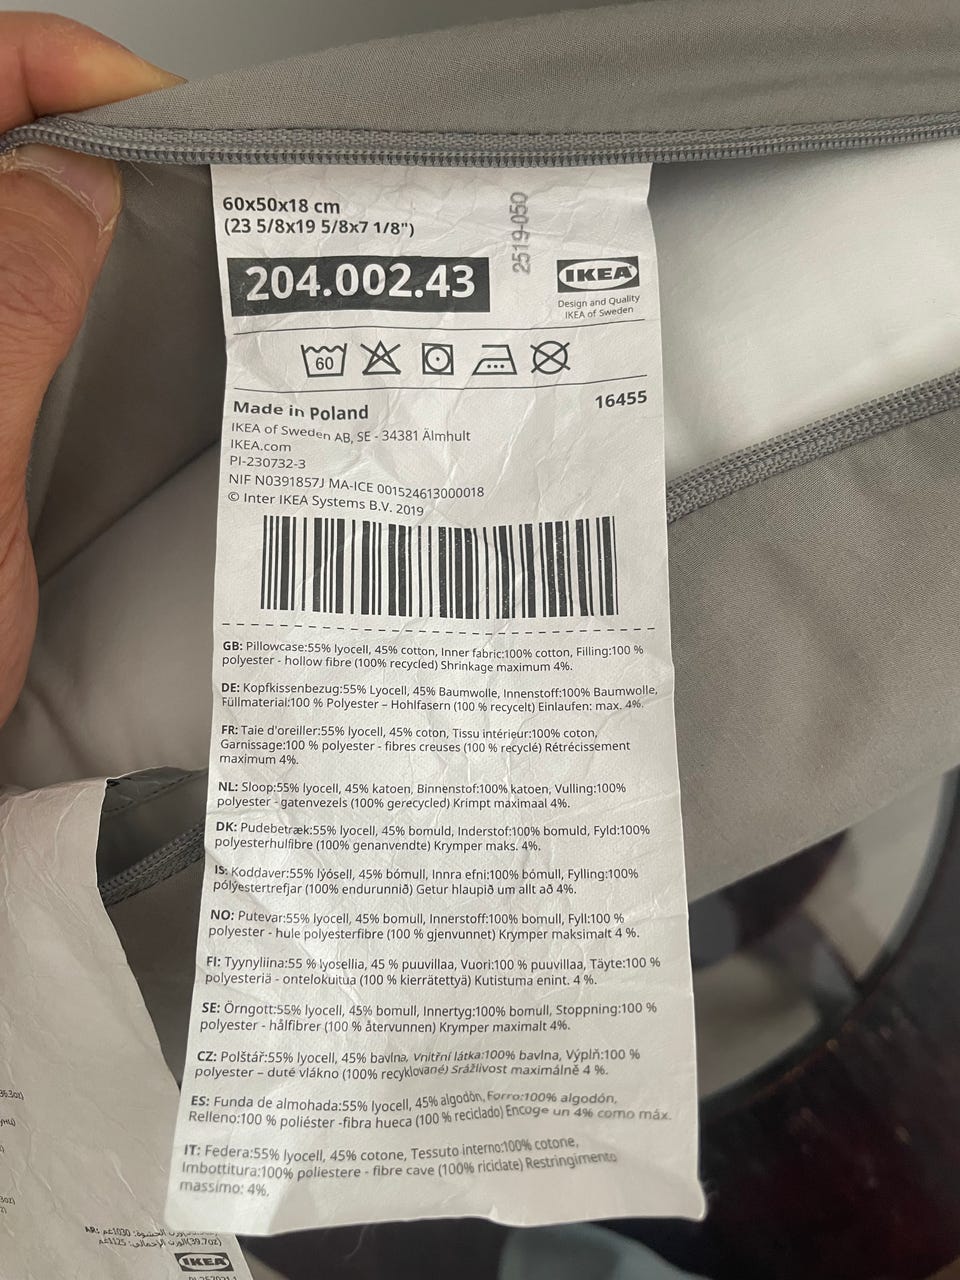 60x50x18 cm
(23 5/8x19 5/8x7 1/8")
2519-050
204.002.43
IKEA
Design and Quality
IKEA of Sweden
60
Made in Poland
16455
IKEA of Sweden AB, SE - 34381 Älmhult
IKEA.com
PI-230732-3
NIF N0391857J MA-ICE 001524613000018
© Inter IKEA Systems B.V. 2019
GB: Pillowcase:55% lyocell, 45% cotton, Inner fabric:100% cotton, Filling:100 %
polyester - hollow fibre (100% recycled) Shrinkage maximum 4%.
DE: Kopfkissenbezug:55% Lyocell, 45% Baumwolle, Innenstoff:100% Baumwolle,
Füllmaterial:100 % Polyester – Hohlfasern (100 % recycelt) Einlaufen: max. 4%.
FR: Taie d'oreiller:55% lyocell, 45% coton, Tissu intérieur:100% coton,
Garnissage:100 % polyester - fibres creuses (100 % recyclé) Rétrécissement
maximum 4%.
NL: Sloop:55% lyocell, 45% katoen, Binnenstof:100% katoen, Vulling:100%
polyester - gatenvezels (100% gerecycled) Krimpt maximaal 4%.
DK: Pudebetræk:55% lyocell, 45% bomuld, Inderstof:100% bomuld, Fyld:100%
polyesterhulfibre (100% genanvendte) Krymper maks. 4%.
IS: Koddaver:55% lýósell, 45% bómull, Innra efni:100% bómull, Fylling:100%
pólýestertrefjar (100% endurunnið) Getur hlaupið um allt að 4%.
NO: Putevar:55% lyocell, 45% bomull, Innerstoff:100% bomull, Fyll:100 %
polyester - hule polyesterfibre (100 % gjenvunnet) Krymper maksimalt 4 %.
FI: Tyynyliina:55 % lyosellia, 45 % puuvillaa, Vuori:100 % puuvillaa, Täyte:100 %
polyesteriä - ontelokuitua (100 % kierrätettyä) Kutistuma enint. 4 %.
SE: Örngott:55% lyocell, 45% bomull, Innertyg:100% bomull, Stoppning:100 %
polyester - hålfibrer (100 % återvunnen) Krymper maximalt 4%.
CZ: Polštář:55% lyocell, 45% bavlna, Vnitřní látka:100% bavlna, Výplň:100 %
polyester – duté vlákno (100% recyklované) Srážlivost maximálně 4 %.
ES: Funda de almohada:55% lyocell, 45% algodón, Forro:100% algodón,
Relleno:100 % poliéster -fibra hueca (100 % reciclado) Encoge un 4% como máx.
IT: Federa:55% lyocell, 45% cotone, Tessuto interno:100% cotone,
Imbottitura:100% poliestere - fibre cave (100% riciclate) Restringimento
massimo: 4%.
IKEA